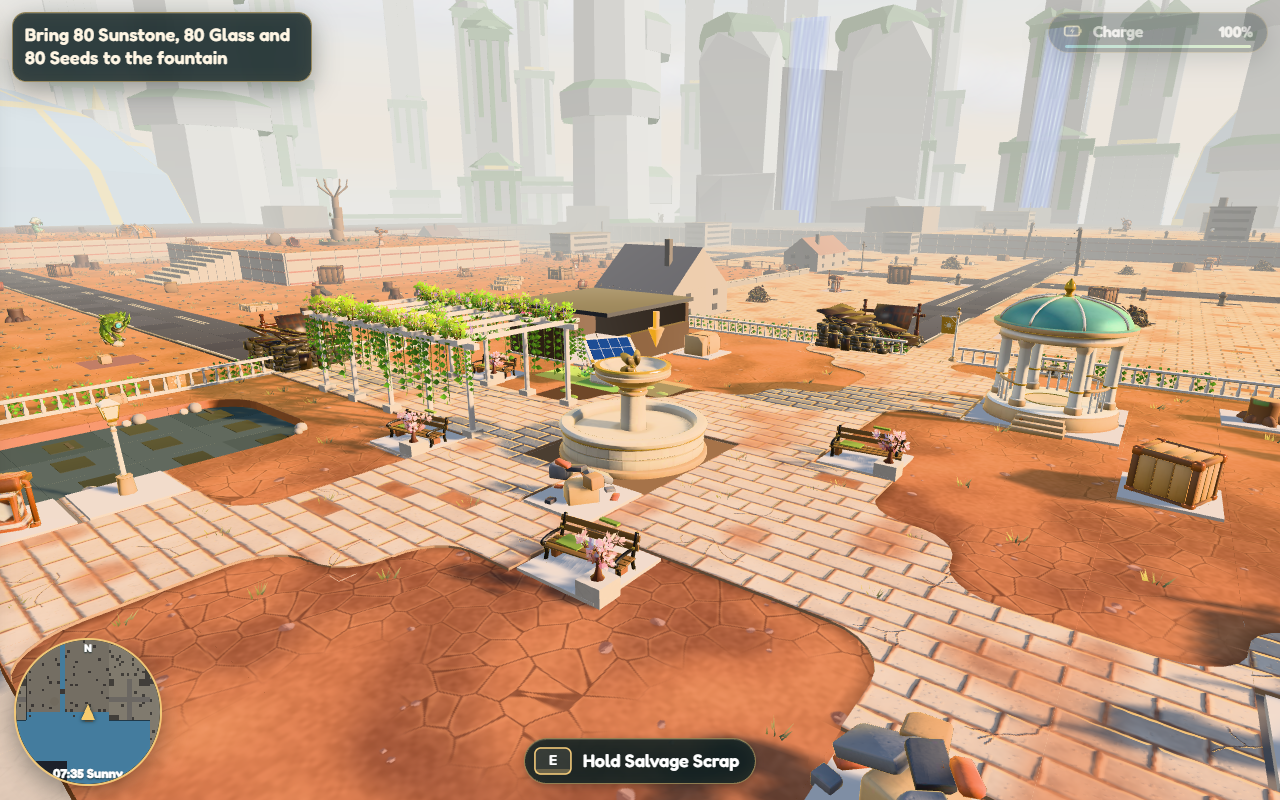 Bring 80 Sunstone, 80 Glass and
80 Seeds to the fountain
Charge 100%
N
07:35 Sunny
E Hold Salvage Scrap